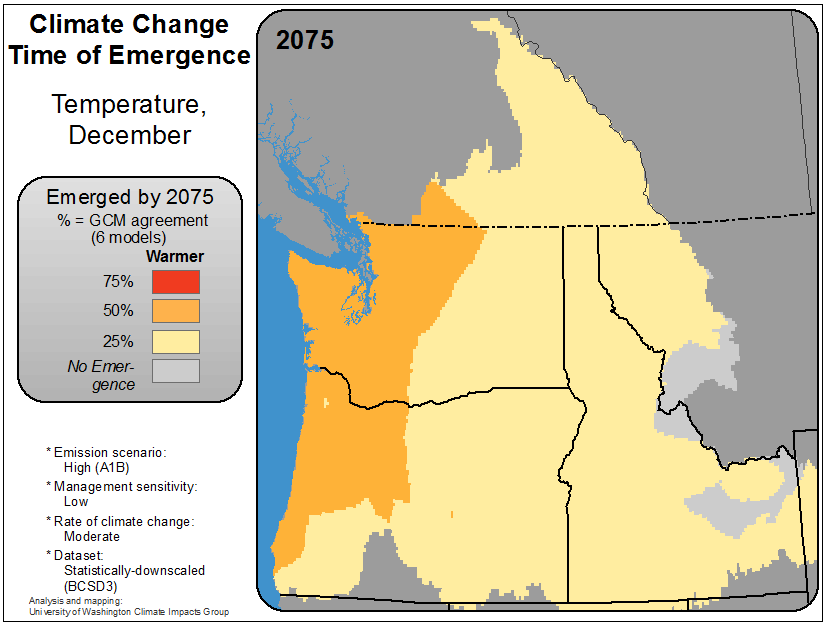 Climate Change
Time of Emergence
Temperature,
December
Emerged by 2075
% = GCM agreement
(6 models)
Warmer
75%
50%
25%
No Emer-
gence
* Emission scenario:
High (A1B)
* Management sensitivity:
Low
* Rate of climate change:
Moderate
* Dataset:
Statistically-downscaled
(BCSD3)
Analysis and mapping:
University of Washington Climate Impacts Group
2075